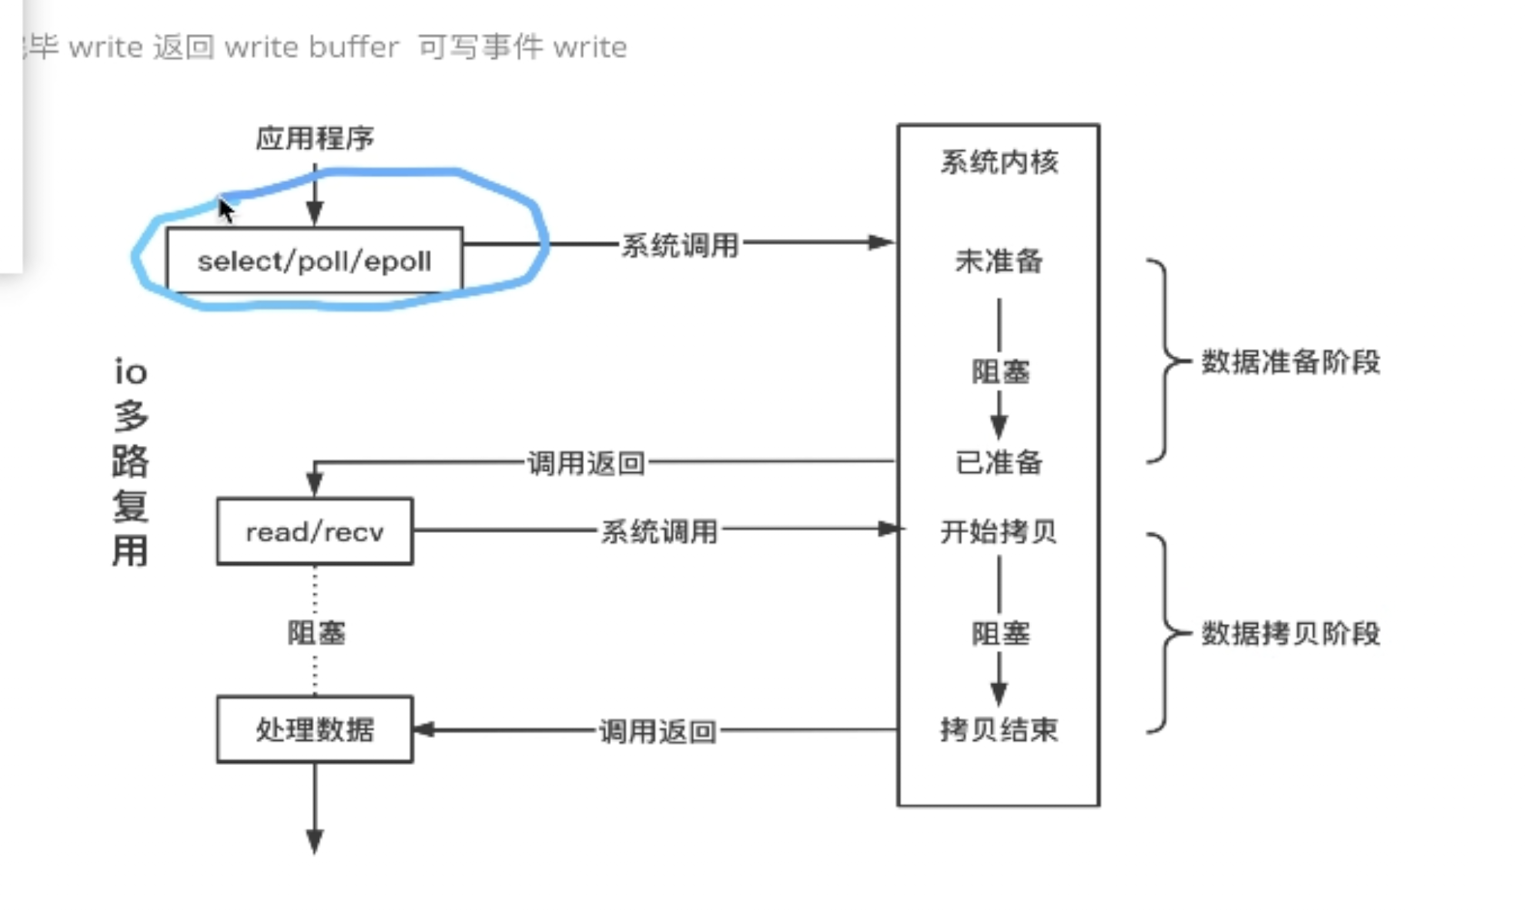 毕 write 返回 write buffer 可写事件 write
应用程序
系统内核
select/poll/epoll
系统调用
未准备
阻塞
数据准备阶段
io
多
路
复
用
调用返回
已准备
read/recv
系统调用
开始拷贝
阻塞
阻塞
数据拷贝阶段
处理数据
调用返回
拷贝结束